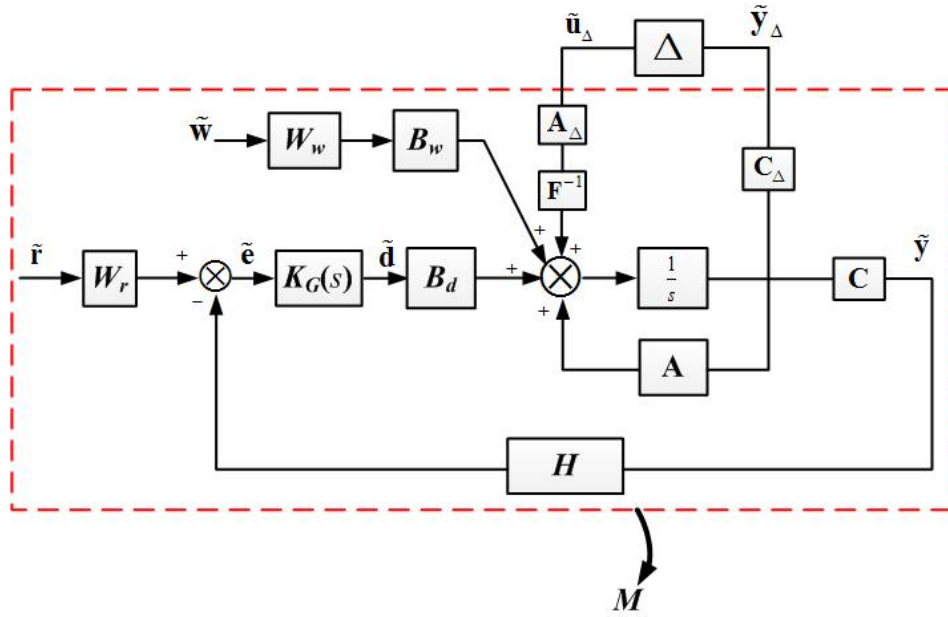 ũ_Δ Δ ỹ_Δ
w̃ W_w B_w A_Δ
F⁻¹ C_Δ
+ +
r̃ W_r + ẽ K_G(s) d̃ B_d + 1/s C ỹ
− +
A
H
M